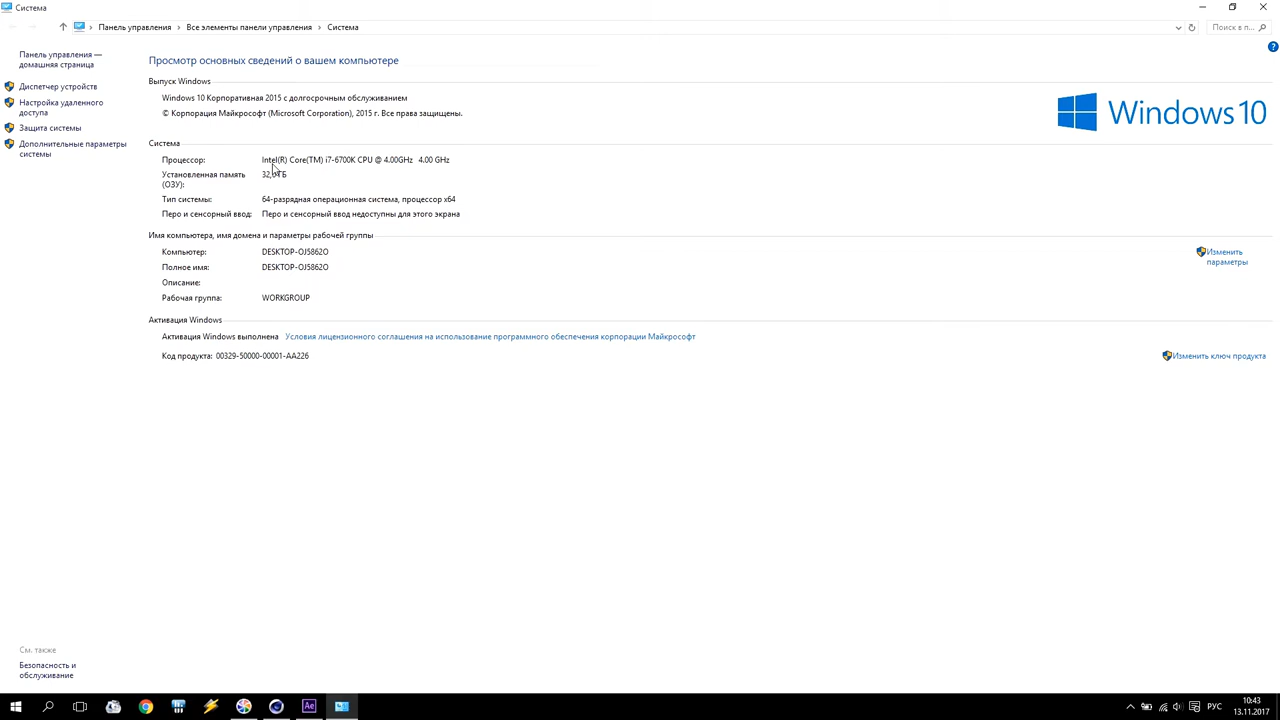 Система
Панель управления › Все элементы панели управления › Система
Поиск в п...
Панель управления —
домашняя страница
Диспетчер устройств
Настройка удаленного
доступа
Защита системы
Дополнительные параметры
системы
Просмотр основных сведений о вашем компьютере
Выпуск Windows
Windows 10 Корпоративная 2015 с долгосрочным обслуживанием
© Корпорация Майкрософт (Microsoft Corporation), 2015 г. Все права защищены.
Windows 10
Система
Процессор: Intel(R) Core(TM) i7-6700K CPU @ 4.00GHz 4.00 GHz
Установленная память
(ОЗУ): 32,0 ГБ
Тип системы: 64-разрядная операционная система, процессор x64
Перо и сенсорный ввод: Перо и сенсорный ввод недоступны для этого экрана
Имя компьютера, имя домена и параметры рабочей группы
Компьютер: DESKTOP-OJ5862O
Изменить
параметры
Полное имя: DESKTOP-OJ5862O
Описание:
Рабочая группа: WORKGROUP
Активация Windows
Активация Windows выполнена Условия лицензионного соглашения на использование программного обеспечения корпорации Майкрософт
Код продукта: 00329-50000-00001-AA226
Изменить ключ продукта
См. также
Безопасность и
обслуживание
Ae
РУС
10:43
13.11.2017